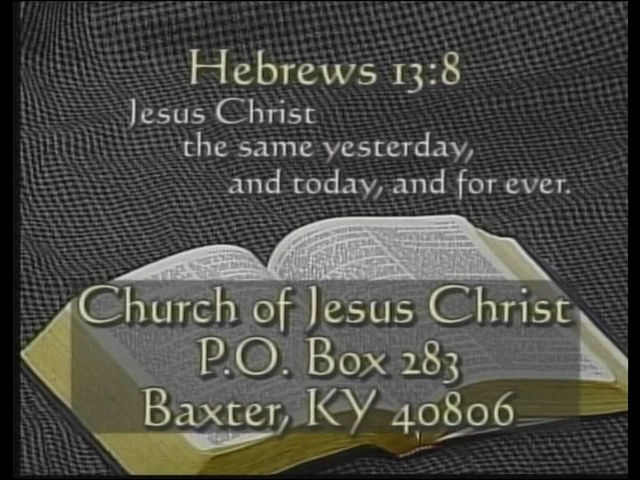 Hebrews 13:8
Jesus Christ
the same yesterday,
and today, and for ever.
Church of Jesus Christ
P.O. Box 283
Baxter, KY 40806